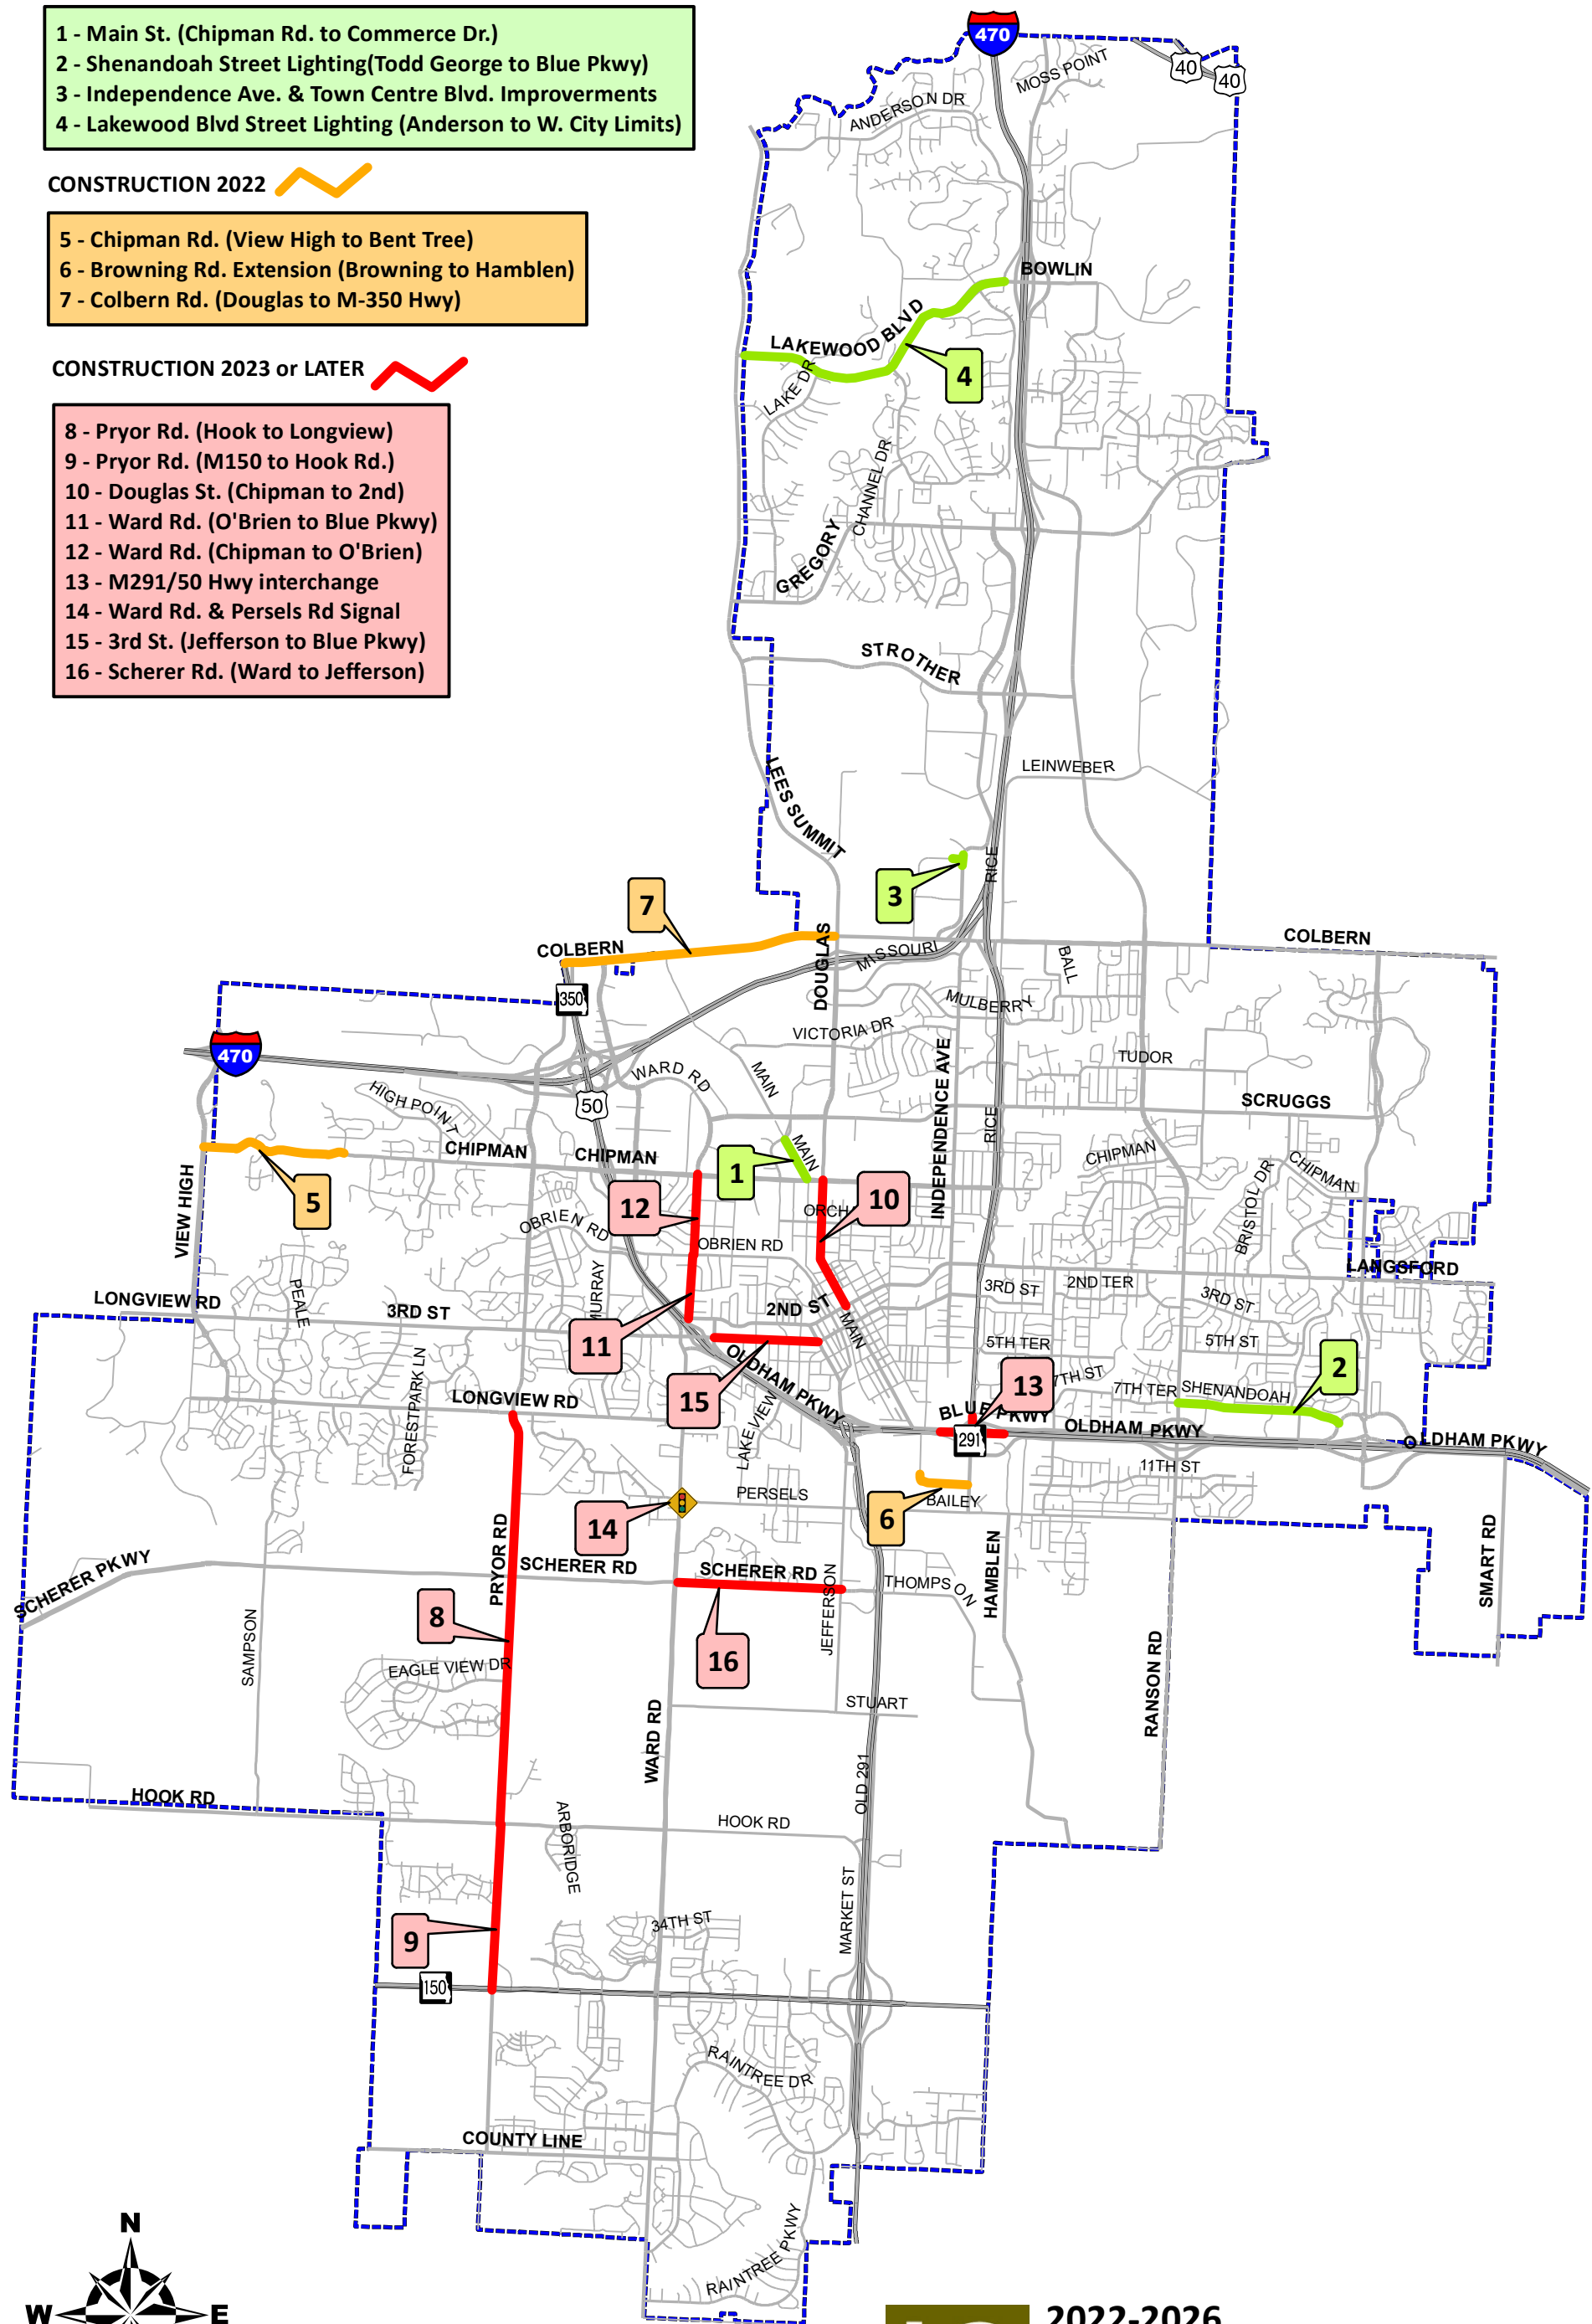 1 - Main St. (Chipman Rd. to Commerce Dr.)
2 - Shenandoah Street Lighting(Todd George to Blue Pkwy)
3 - Independence Ave. & Town Centre Blvd. Improverments
4 - Lakewood Blvd Street Lighting (Anderson to W. City Limits)
CONSTRUCTION 2022
5 - Chipman Rd. (View High to Bent Tree)
6 - Browning Rd. Extension (Browning to Hamblen)
7 - Colbern Rd. (Douglas to M-350 Hwy)
CONSTRUCTION 2023 or LATER
8 - Pryor Rd. (Hook to Longview)
9 - Pryor Rd. (M150 to Hook Rd.)
10 - Douglas St. (Chipman to 2nd)
11 - Ward Rd. (O'Brien to Blue Pkwy)
12 - Ward Rd. (Chipman to O'Brien)
13 - M291/50 Hwy interchange
14 - Ward Rd. & Persels Rd Signal
15 - 3rd St. (Jefferson to Blue Pkwy)
16 - Scherer Rd. (Ward to Jefferson)
470
40
40
MOSS POINT
ANDERSON DR
BOWLIN
LAKEWOOD BLVD
4
LAKE DR
CHANNEL DR
GREGORY
STROTHER
LEINWEBER
LEES SUMMIT
RICE
3
7
COLBERN
DOUGLAS
MISSOURI
BALL
COLBERN
350
MULBERRY
VICTORIA DR
470
TUDOR
WARD RD
MAIN
INDEPENDENCE AVE
50
HIGH POINT
SCRUGGS
RICE
CHIPMAN
CHIPMAN
MAIN
CHIPMAN
CHIPMAN
1
5
12
10
ORCH
BRISTOL DR
VIEW HIGH
OBRIEN RD
OBRIEN RD
LANGSFORD
MURRAY
PEALE
3RD ST
2ND TER
3RD ST
LONGVIEW RD
3RD ST
2ND ST
MAIN
11
5TH TER
5TH ST
OLDHAM PKWY
FORESTPARK LN
LONGVIEW RD
15
LAKEVIEW
13
7TH ST
7TH TER
SHENANDOAH
2
BLUE PKWY
291
OLDHAM PKWY
OLDHAM PKWY
11TH ST
PERSELS
BAILEY
6
14
PRYOR RD
SCHERER PKWY
SCHERER RD
SCHERER RD
THOMPSON
HAMBLEN
SMART RD
JEFFERSON
8
16
SAMPSON
EAGLE VIEW DR
RANSON RD
STUART
WARD RD
OLD 291
HOOK RD
HOOK RD
ARBORIDGE
MARKET ST
34TH ST
9
150
RAINTREE DR
COUNTY LINE
RAINTREE PKWY
N
W
E
2022-2026